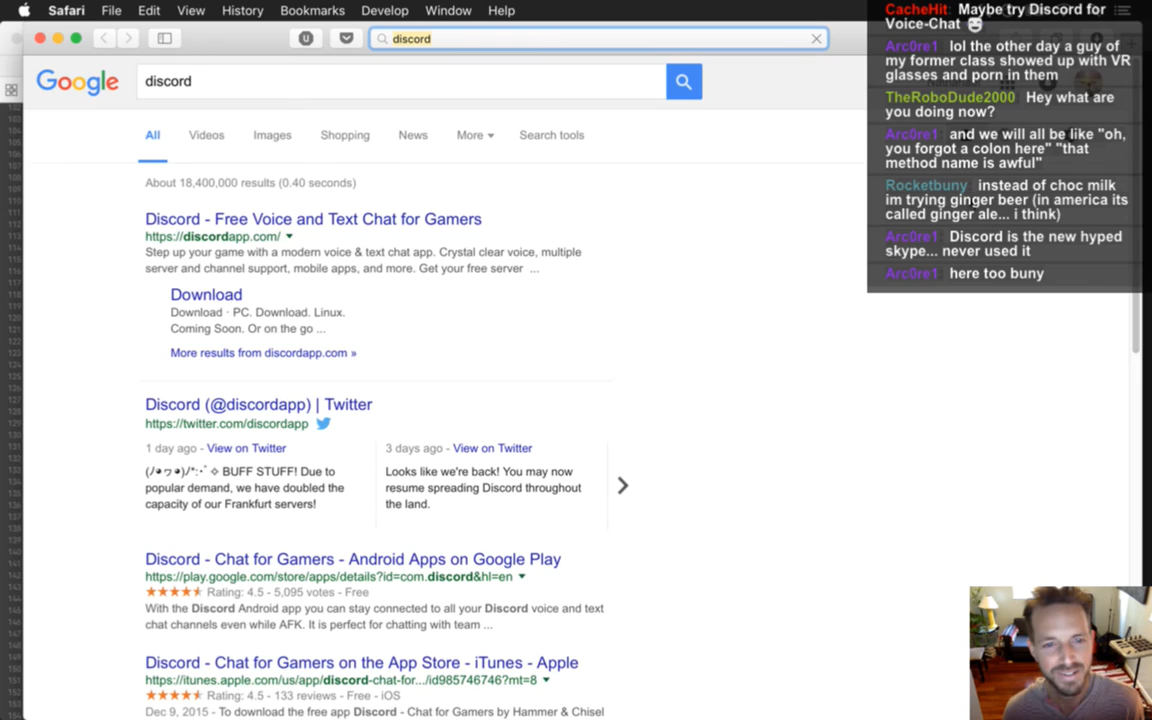 Safari File Edit View History Bookmarks Develop Window Help
discord
Google
discord
All Videos Images Shopping News More Search tools
About 18,400,000 results (0.40 seconds)
Discord - Free Voice and Text Chat for Gamers
https://discordapp.com/
Step up your game with a modern voice & text chat app. Crystal clear voice, multiple
server and channel support, mobile apps, and more. Get your free server ...
Download
Download · PC. Download. Linux.
Coming Soon. Or on the go ...
More results from discordapp.com »
Discord (@discordapp) | Twitter
https://twitter.com/discordapp
1 day ago - View on Twitter
(ﾉ◕ヮ◕)ﾉ*:･ﾟ✧ BUFF STUFF! Due to
popular demand, we have doubled the
capacity of our Frankfurt servers!
3 days ago - View on Twitter
Looks like we're back! You may now
resume spreading Discord throughout
the land.
Discord - Chat for Gamers - Android Apps on Google Play
https://play.google.com/store/apps/details?id=com.discord&hl=en
Rating: 4.5 - 5,095 votes - Free
With the Discord Android app you can stay connected to all your Discord voice and text
chat channels even while AFK. It is perfect for chatting with team ...
Discord - Chat for Gamers on the App Store - iTunes - Apple
https://itunes.apple.com/us/app/discord-chat-for.../id985746746?mt=8
Rating: 4.5 - 133 reviews - Free - iOS
Dec 9, 2015 - To download the free app Discord - Chat for Gamers by Hammer & Chisel
CacheHit: Maybe try Discord for
Voice-Chat
Arc0re1 lol the other day a guy of
my former class showed up with VR
glasses and porn in them
TheRoboDude2000 Hey what are
you doing now?
Arc0re1 and we will all be like "oh,
you forgot a colon here" "that
method name is awful"
Rocketbuny instead of choc milk
im trying ginger beer (in america its
called ginger ale... i think)
Arc0re1 Discord is the new hyped
skype... never used it
Arc0re1 here too buny